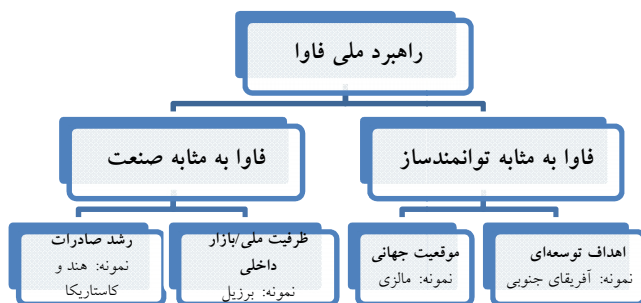 راهبرد ملی فاوا
فاوا به مثابه توانمندساز
فاوا به مثابه صنعت
اهداف توسعه‌ای
نمونه: آفریقای جنوبی
موقعیت جهانی
نمونه: مالزی
ظرفیت ملی/بازار
داخلی
نمونه: برزیل
رشد صادرات
نمونه: هند و
کاستاریکا